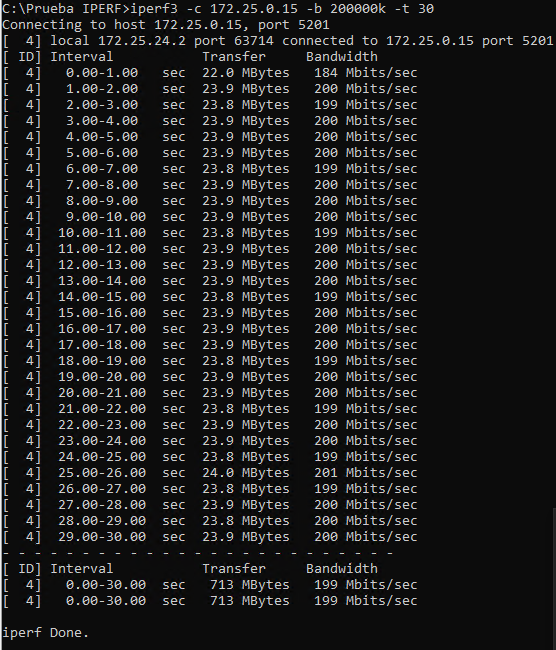 C:\Prueba IPERF>iperf3 -c 172.25.0.15 -b 200000k -t 30
Connecting to host 172.25.0.15, port 5201
[  4] local 172.25.24.2 port 63714 connected to 172.25.0.15 port 5201
[ ID] Interval           Transfer     Bandwidth
[  4]   0.00-1.00   sec  22.0 MBytes   184 Mbits/sec
[  4]   1.00-2.00   sec  23.9 MBytes   200 Mbits/sec
[  4]   2.00-3.00   sec  23.8 MBytes   199 Mbits/sec
[  4]   3.00-4.00   sec  23.9 MBytes   200 Mbits/sec
[  4]   4.00-5.00   sec  23.9 MBytes   200 Mbits/sec
[  4]   5.00-6.00   sec  23.9 MBytes   200 Mbits/sec
[  4]   6.00-7.00   sec  23.8 MBytes   199 Mbits/sec
[  4]   7.00-8.00   sec  23.9 MBytes   200 Mbits/sec
[  4]   8.00-9.00   sec  23.9 MBytes   200 Mbits/sec
[  4]   9.00-10.00  sec  23.9 MBytes   200 Mbits/sec
[  4]  10.00-11.00  sec  23.8 MBytes   199 Mbits/sec
[  4]  11.00-12.00  sec  23.9 MBytes   200 Mbits/sec
[  4]  12.00-13.00  sec  23.9 MBytes   200 Mbits/sec
[  4]  13.00-14.00  sec  23.9 MBytes   200 Mbits/sec
[  4]  14.00-15.00  sec  23.8 MBytes   199 Mbits/sec
[  4]  15.00-16.00  sec  23.9 MBytes   200 Mbits/sec
[  4]  16.00-17.00  sec  23.9 MBytes   200 Mbits/sec
[  4]  17.00-18.00  sec  23.9 MBytes   200 Mbits/sec
[  4]  18.00-19.00  sec  23.8 MBytes   199 Mbits/sec
[  4]  19.00-20.00  sec  23.9 MBytes   200 Mbits/sec
[  4]  20.00-21.00  sec  23.9 MBytes   200 Mbits/sec
[  4]  21.00-22.00  sec  23.8 MBytes   199 Mbits/sec
[  4]  22.00-23.00  sec  23.9 MBytes   200 Mbits/sec
[  4]  23.00-24.00  sec  23.9 MBytes   200 Mbits/sec
[  4]  24.00-25.00  sec  23.8 MBytes   199 Mbits/sec
[  4]  25.00-26.00  sec  24.0 MBytes   201 Mbits/sec
[  4]  26.00-27.00  sec  23.8 MBytes   199 Mbits/sec
[  4]  27.00-28.00  sec  23.9 MBytes   200 Mbits/sec
[  4]  28.00-29.00  sec  23.8 MBytes   200 Mbits/sec
[  4]  29.00-30.00  sec  23.9 MBytes   200 Mbits/sec
- - - - - - - - - - - - - - - - - - - - - - - - -
[ ID] Interval           Transfer     Bandwidth
[  4]   0.00-30.00  sec   713 MBytes   199 Mbits/sec
[  4]   0.00-30.00  sec   713 MBytes   199 Mbits/sec
iperf Done.